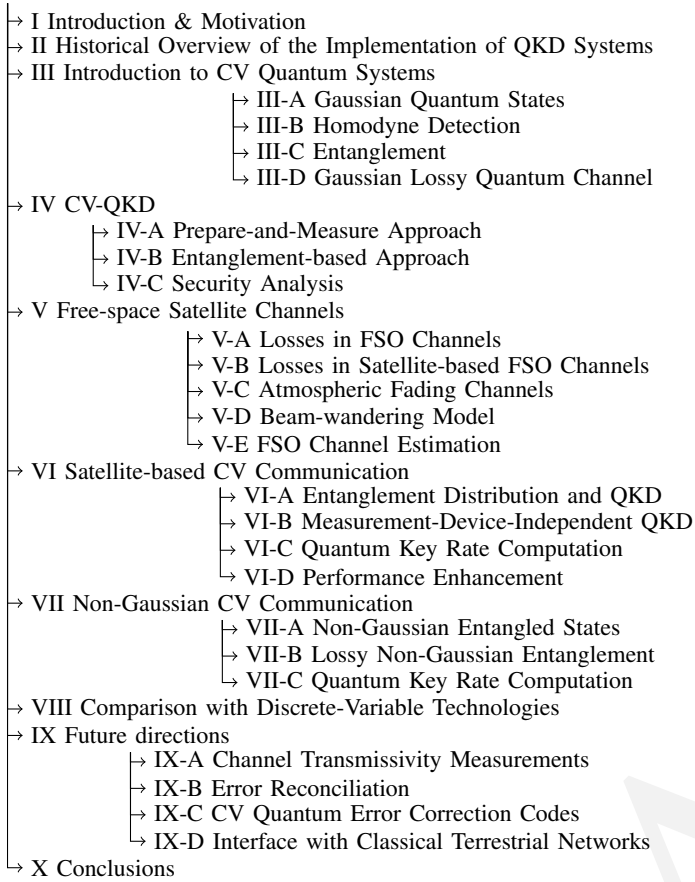 I Introduction & Motivation
II Historical Overview of the Implementation of QKD Systems
III Introduction to CV Quantum Systems
III-A Gaussian Quantum States
III-B Homodyne Detection
III-C Entanglement
III-D Gaussian Lossy Quantum Channel
IV CV-QKD
IV-A Prepare-and-Measure Approach
IV-B Entanglement-based Approach
IV-C Security Analysis
V Free-space Satellite Channels
V-A Losses in FSO Channels
V-B Losses in Satellite-based FSO Channels
V-C Atmospheric Fading Channels
V-D Beam-wandering Model
V-E FSO Channel Estimation
VI Satellite-based CV Communication
VI-A Entanglement Distribution and QKD
VI-B Measurement-Device-Independent QKD
VI-C Quantum Key Rate Computation
VI-D Performance Enhancement
VII Non-Gaussian CV Communication
VII-A Non-Gaussian Entangled States
VII-B Lossy Non-Gaussian Entanglement
VII-C Quantum Key Rate Computation
VIII Comparison with Discrete-Variable Technologies
IX Future directions
IX-A Channel Transmissivity Measurements
IX-B Error Reconciliation
IX-C CV Quantum Error Correction Codes
IX-D Interface with Classical Terrestrial Networks
X Conclusions